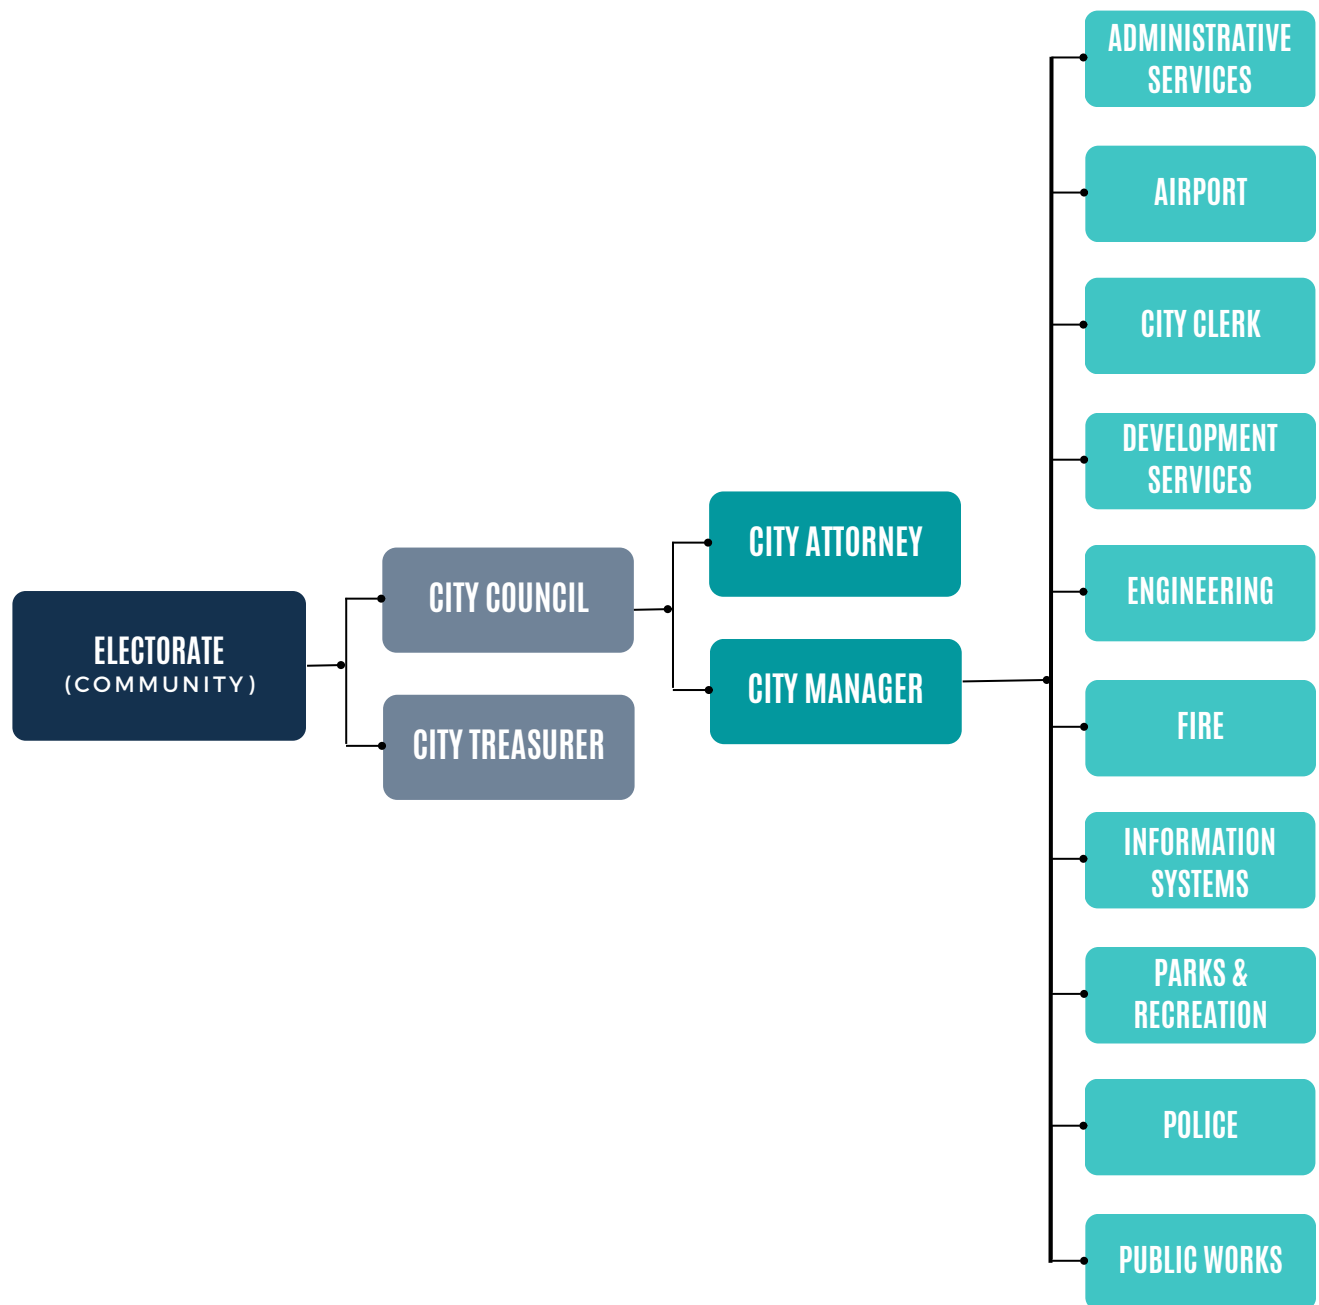 ELECTORATE
(COMMUNITY)
CITY COUNCIL
CITY TREASURER
CITY ATTORNEY
CITY MANAGER
ADMINISTRATIVE
SERVICES
AIRPORT
CITY CLERK
DEVELOPMENT
SERVICES
ENGINEERING
FIRE
INFORMATION
SYSTEMS
PARKS &
RECREATION
POLICE
PUBLIC WORKS